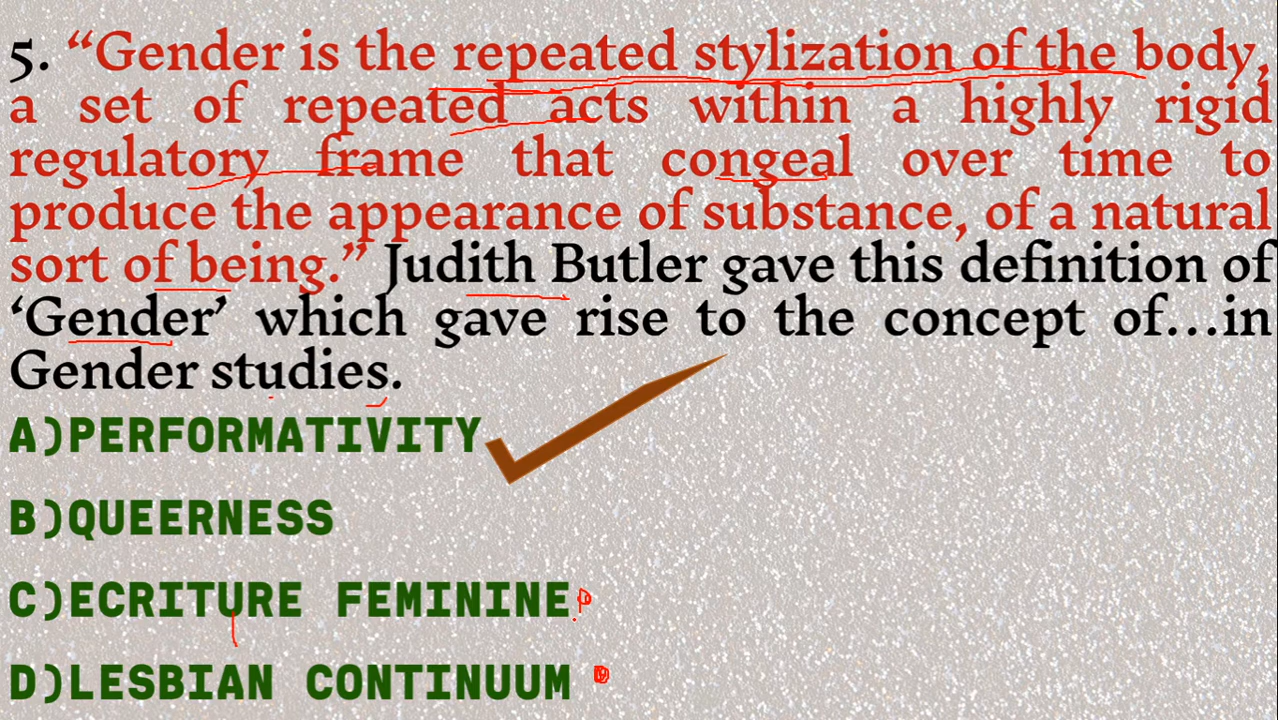 5. “Gender is the repeated stylization of the body,
a set of repeated acts within a highly rigid
regulatory frame that congeal over time to
produce the appearance of substance, of a natural
sort of being.” Judith Butler gave this definition of
‘Gender’ which gave rise to the concept of...in
Gender studies.
A)PERFORMATIVITY
B)QUEERNESS
C)ECRITURE FEMININE
D)LESBIAN CONTINUUM